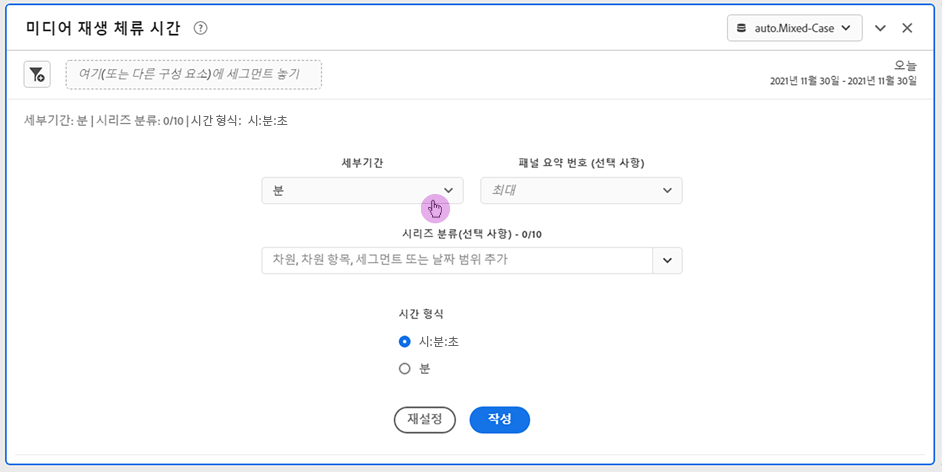 미디어 재생 체류 시간 ?
auto.Mixed-Case
여기(또는 다른 구성 요소)에 세그먼트 놓기
오늘
2021년 11월 30일 - 2021년 11월 30일
세부기간: 분 | 시리즈 분류: 0/10 | 시간 형식: 시:분:초
세부기간
패널 요약 번호 (선택 사항)
분
최대
시리즈 분류(선택 사항) - 0/10
차원, 차원 항목, 세그먼트 또는 날짜 범위 추가
시간 형식
시:분:초
분
재설정
작성